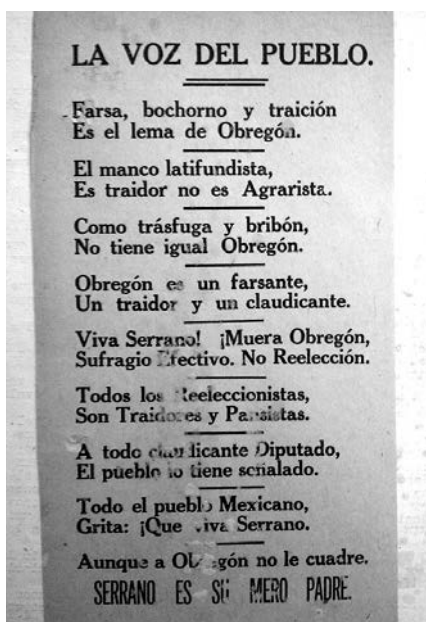 LA VOZ DEL PUEBLO.
Farsa, bochorno y traición
Es el lema de Obregón.
El manco latifundista,
Es traidor no es Agrarista.
Como trásfuga y bribón,
No tiene igual Obregón.
Obregón es un farsante,
Un traidor y un claudicante.
Viva Serrano! ¡Muera Obregón,
Sufragio Efectivo. No Reelección.
Todos los Reeleccionistas,
Son Traidores y Pansistas.
A todo claudicante Diputado,
El pueblo lo tiene señalado.
Todo el pueblo Mexicano,
Grita: ¡Que viva Serrano.
Aunque a Obregón no le cuadre.
SERRANO ES SU MERO PADRE.